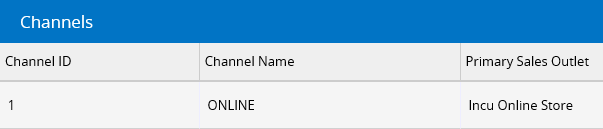 Channels
Channel ID Channel Name Primary Sales Outlet
1 ONLINE Incu Online Store